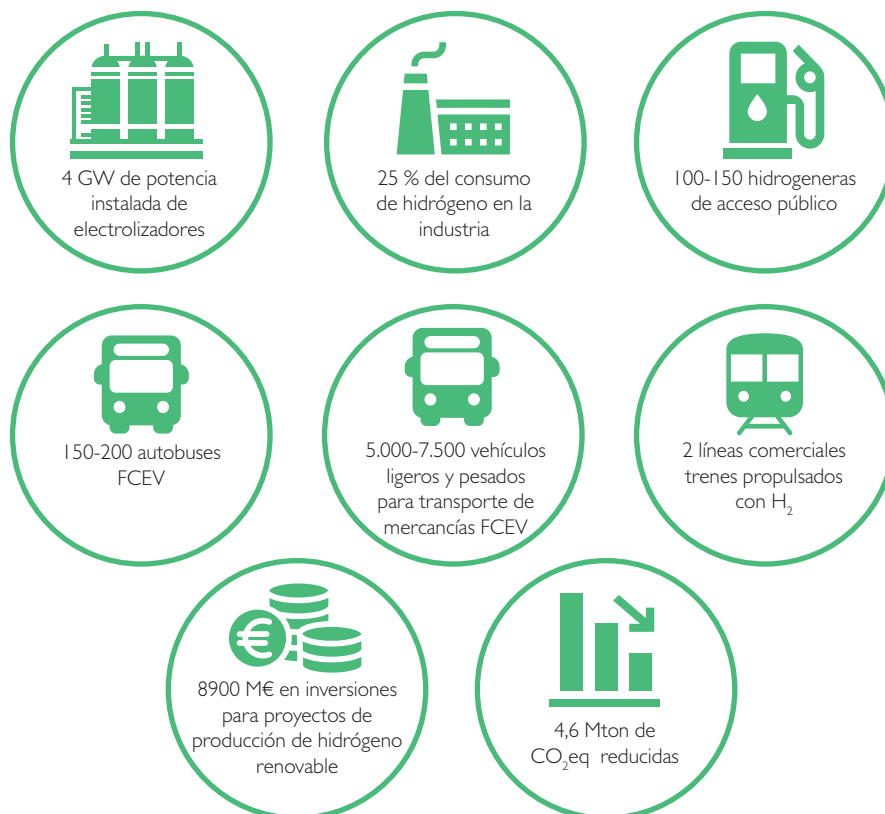 4 GW de potencia
instalada de
electrolizadores
25 % del consumo
de hidrógeno en la
industria
100-150 hidrogeneras
de acceso público
150-200 autobuses
FCEV
5.000-7.500 vehículos
ligeros y pesados
para transporte de
mercancías FCEV
2 líneas comerciales
trenes propulsados
con H₂
€
8900 M€ en inversiones
para proyectos de
producción de hidrógeno
renovable
4,6 Mton de
CO₂eq reducidas